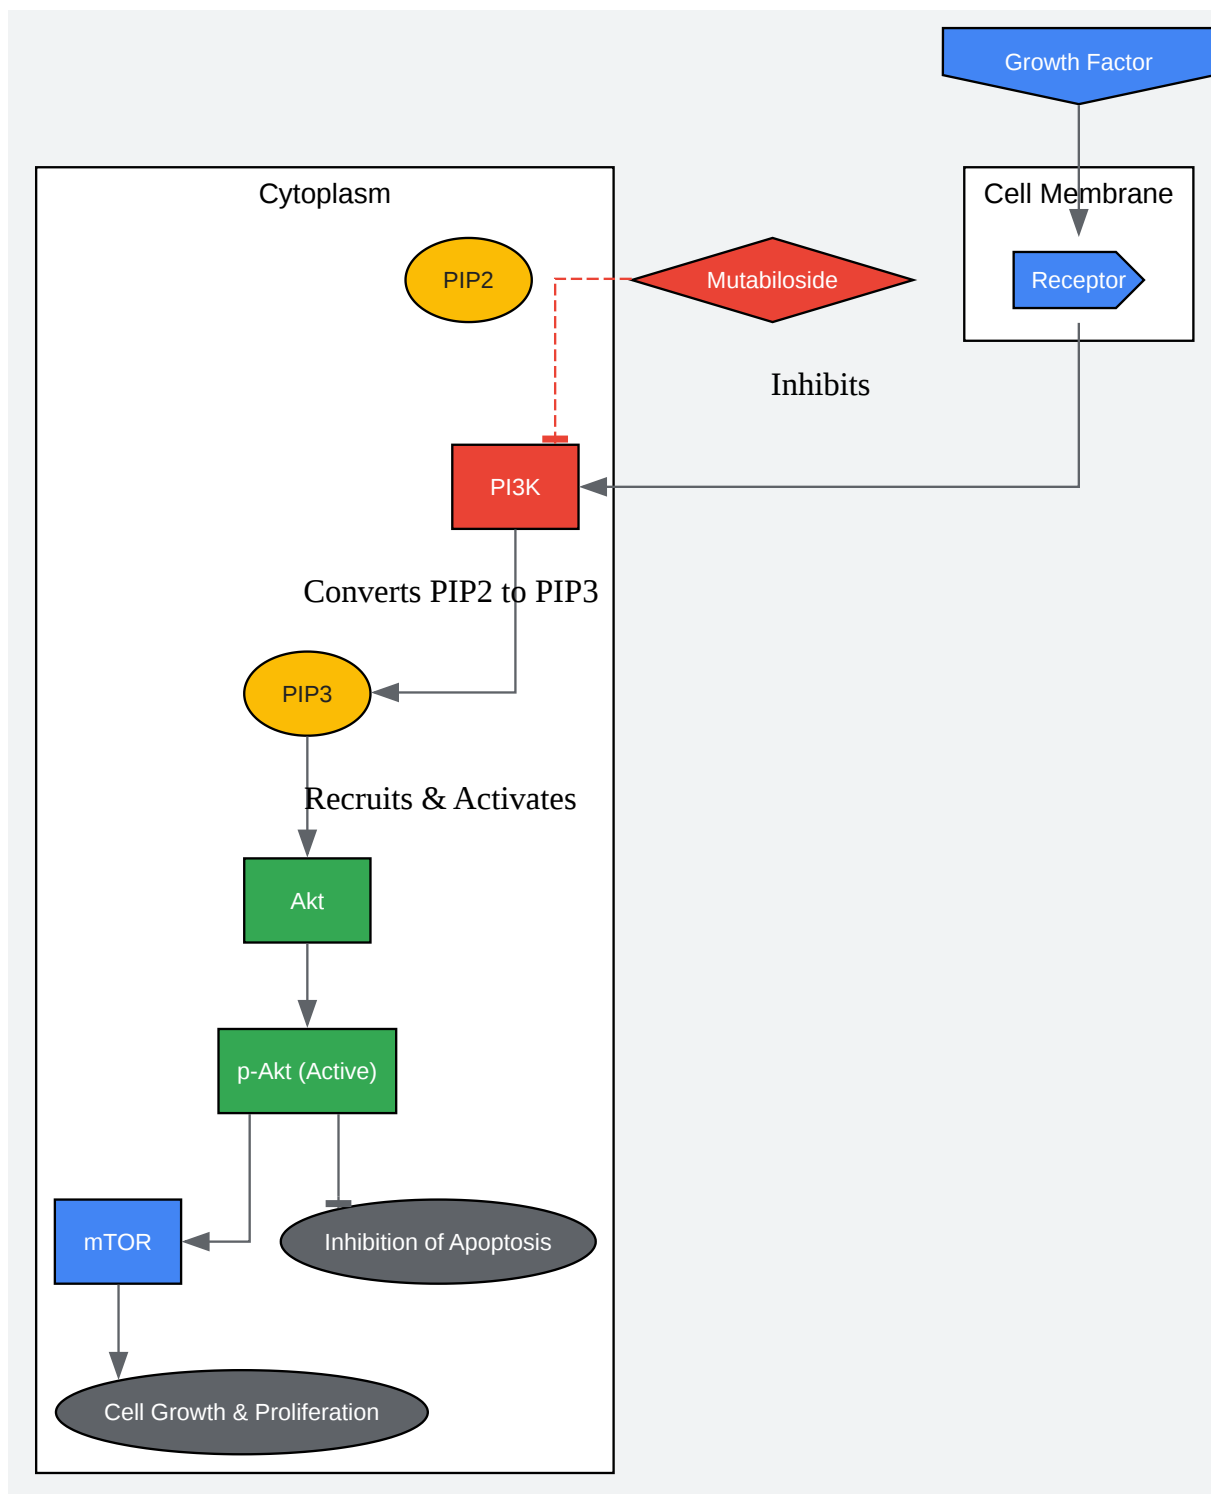 Growth Factor
Cytoplasm
Cell Membrane
PIP2
Mutabiloside
Receptor
Inhibits
PI3K
Converts PIP2 to PIP3
PIP3
Recruits & Activates
Akt
p-Akt (Active)
mTOR
Inhibition of Apoptosis
Cell Growth & Proliferation